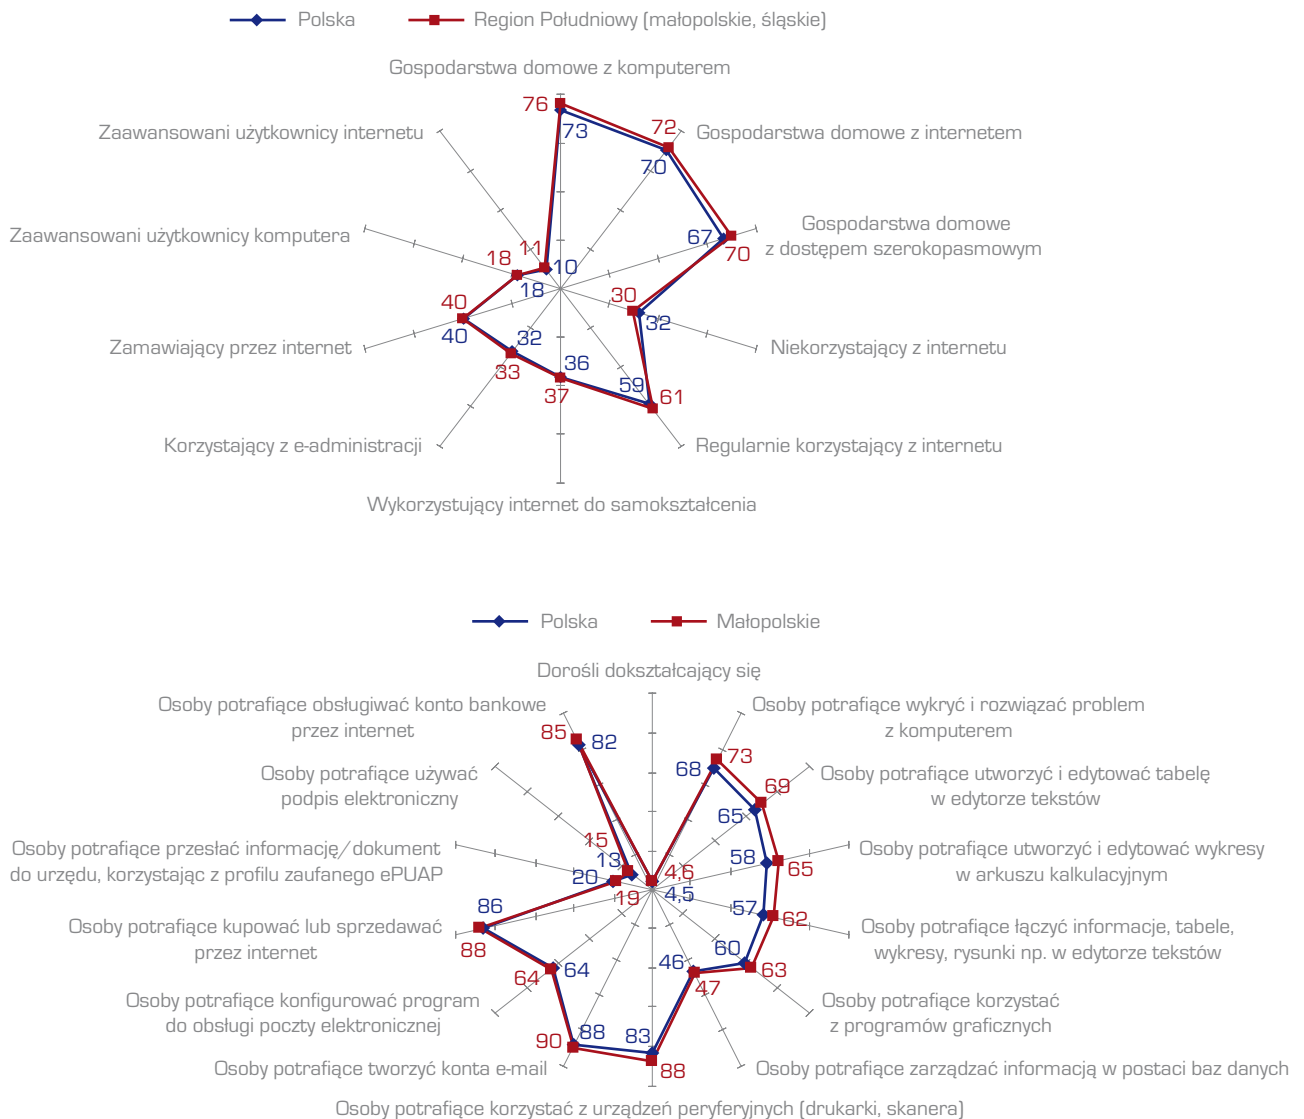 Polska
Region Południowy (małopolskie, śląskie)
Gospodarstwa domowe z komputerem
76
73
72
Zaawansowani użytkownicy internetu
Gospodarstwa domowe z internetem
70
Gospodarstwa domowe
z dostępem szerokopasmowym
67
70
Zaawansowani użytkownicy komputera
18
11
10
18
30
32
40
40
Zamawiający przez internet
32
33
36
37
59
61
Niekorzystający z internetu
Korzystający z e-administracji
Regularnie korzystający z internetu
Wykorzystujący internet do samokształcenia
Polska
Małopolskie
Dorośli dokształcający się
Osoby potrafiące obsługiwać konto bankowe
przez internet
85
82
Osoby potrafiące wykryć i rozwiązać problem
z komputerem
68
73
Osoby potrafiące używać
podpis elektroniczny
Osoby potrafiące utworzyć i edytować tabelę
w edytorze tekstów
69
65
Osoby potrafiące przesłać informację/dokument
do urzędu, korzystając z profilu zaufanego ePUAP
15
13
20
19
4,6
4,5
58
65
Osoby potrafiące utworzyć i edytować wykresy
w arkuszu kalkulacyjnym
Osoby potrafiące kupować lub sprzedawać
przez internet
86
88
57
62
Osoby potrafiące łączyć informacje, tabele,
wykresy, rysunki np. w edytorze tekstów
Osoby potrafiące konfigurować program
do obsługi poczty elektronicznej
64
64
46
47
60
63
Osoby potrafiące korzystać
z programów graficznych
Osoby potrafiące tworzyć konta e-mail
90
88
83
88
Osoby potrafiące zarządzać informacją w postaci baz danych
Osoby potrafiące korzystać z urządzeń peryferyjnych (drukarki, skanera)